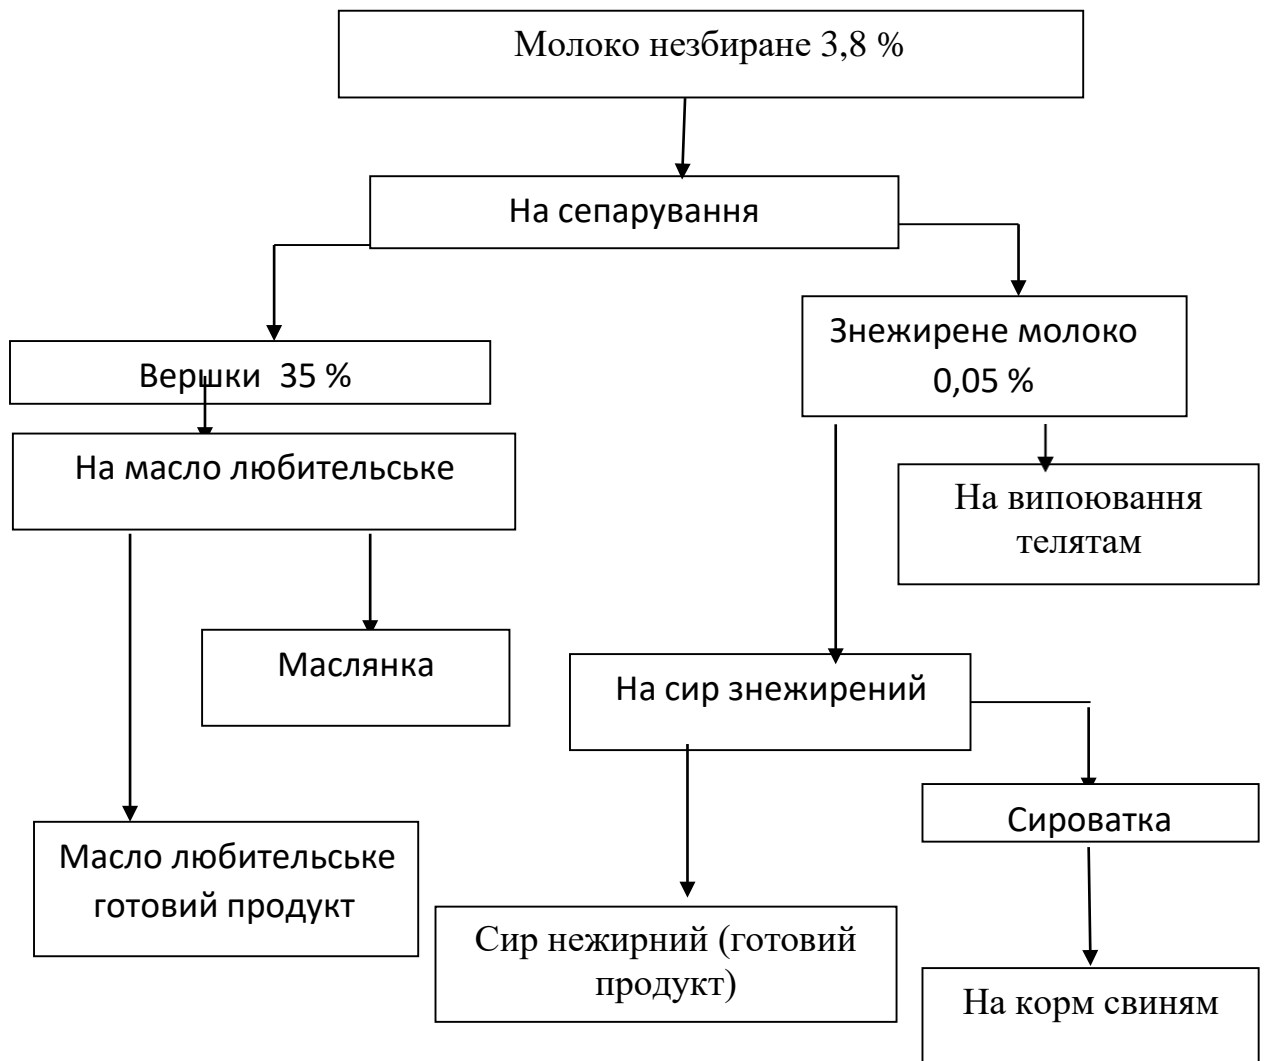 Молоко незбиране 3,8 %
На сепарування
Знежирене молоко
0,05 %
Вершки 35 %
На масло любительське
На випоювання
телятам
Маслянка
На сир знежирений
Сироватка
Масло любительське
готовий продукт
Сир нежирний (готовий
продукт)
На корм свиням